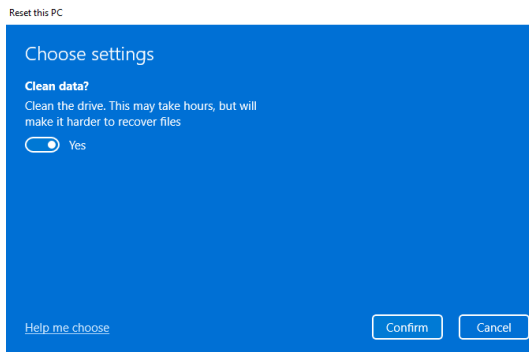 Reset this PC
Choose settings
Clean data?
Clean the drive. This may take hours, but will
make it harder to recover files
Yes
Help me choose
Confirm
Cancel